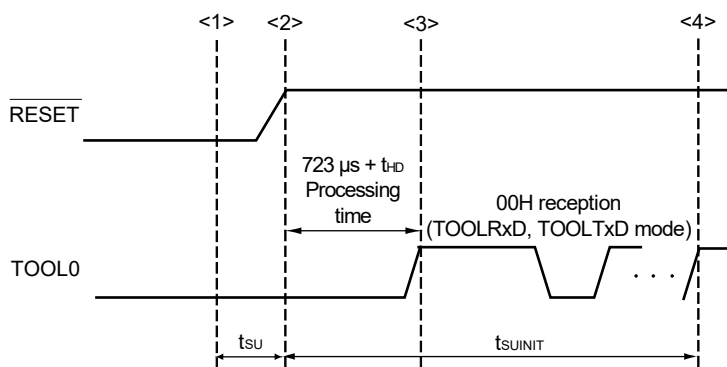 <1> <2> <3> <4>
RESET
723 µs + tHD
Processing
time
00H reception
(TOOLRxD, TOOLTxD mode)
TOOL0
. . .
tSU
tSUINIT